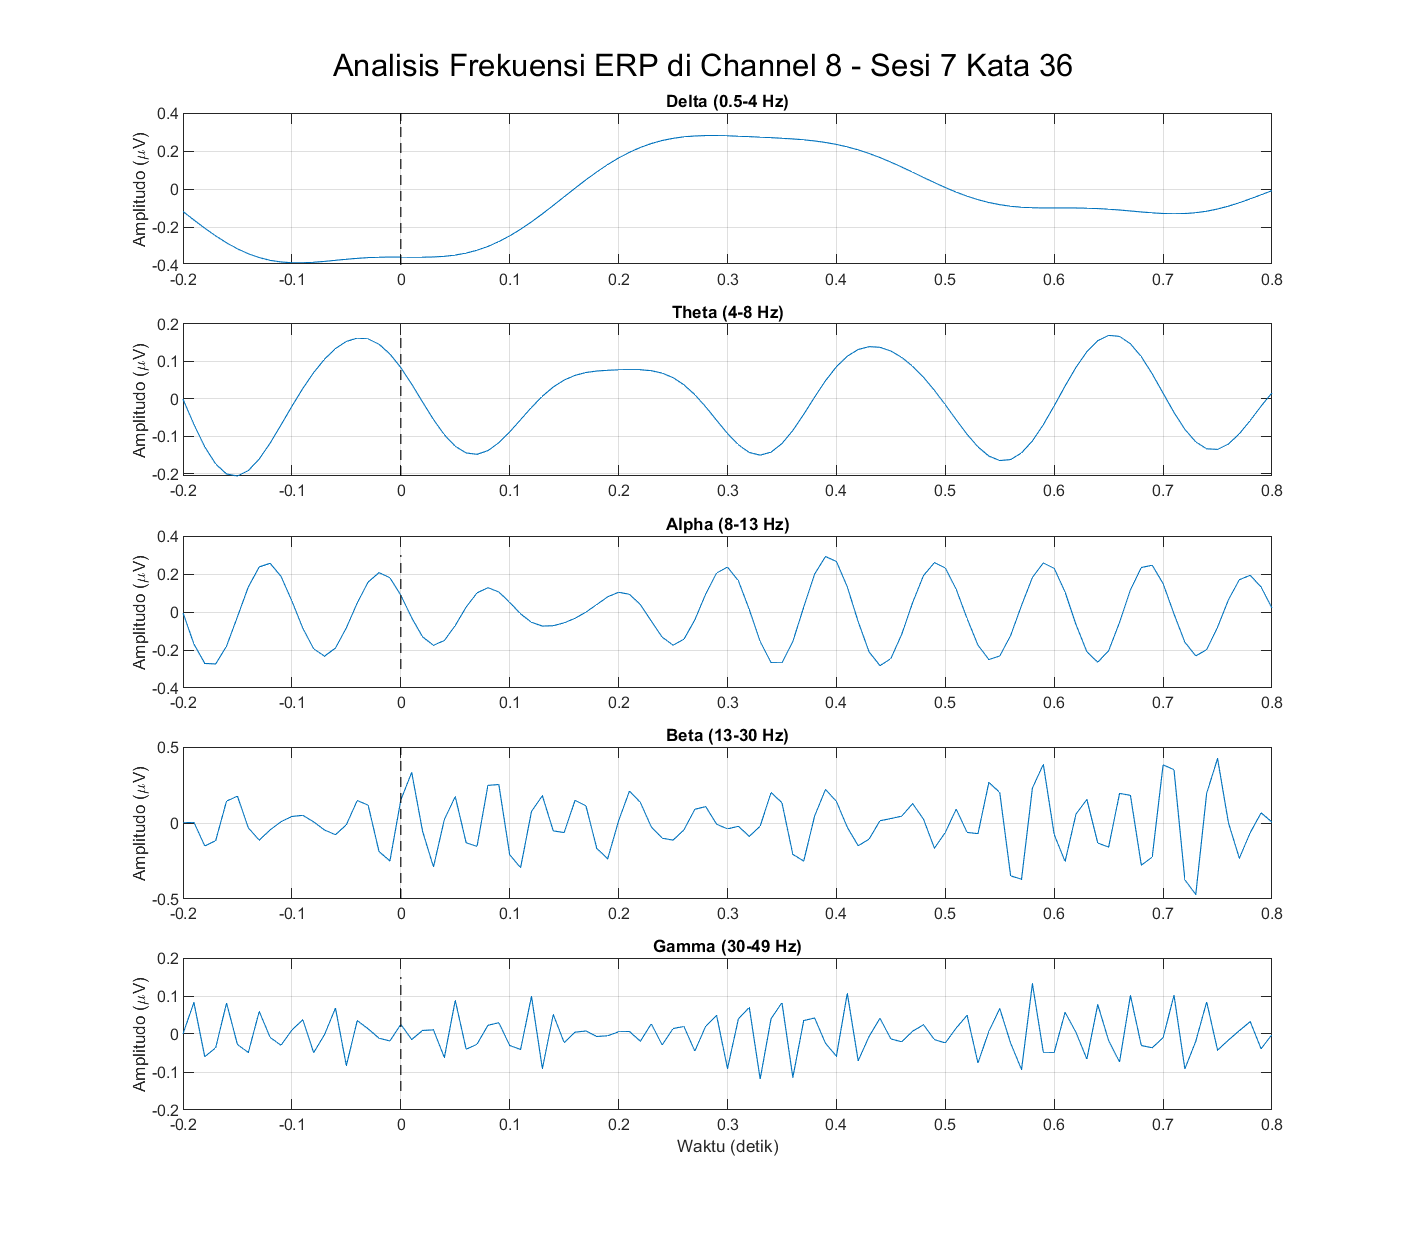 Analisis Frekuensi ERP di Channel 8 - Sesi 7 Kata 36
Delta (0.5-4 Hz)
Amplitudo (μV)
0.4
0.2
0
-0.2
-0.4
-0.2 -0.1 0 0.1 0.2 0.3 0.4 0.5 0.6 0.7 0.8
Theta (4-8 Hz)
Amplitudo (μV)
0.2
0.1
0
-0.1
-0.2
-0.2 -0.1 0 0.1 0.2 0.3 0.4 0.5 0.6 0.7 0.8
Alpha (8-13 Hz)
Amplitudo (μV)
0.4
0.2
0
-0.2
-0.4
-0.2 -0.1 0 0.1 0.2 0.3 0.4 0.5 0.6 0.7 0.8
Beta (13-30 Hz)
Amplitudo (μV)
0.5
0
-0.5
-0.2 -0.1 0 0.1 0.2 0.3 0.4 0.5 0.6 0.7 0.8
Gamma (30-49 Hz)
Amplitudo (μV)
0.2
0.1
0
-0.1
-0.2
-0.2 -0.1 0 0.1 0.2 0.3 0.4 0.5 0.6 0.7 0.8
Waktu (detik)